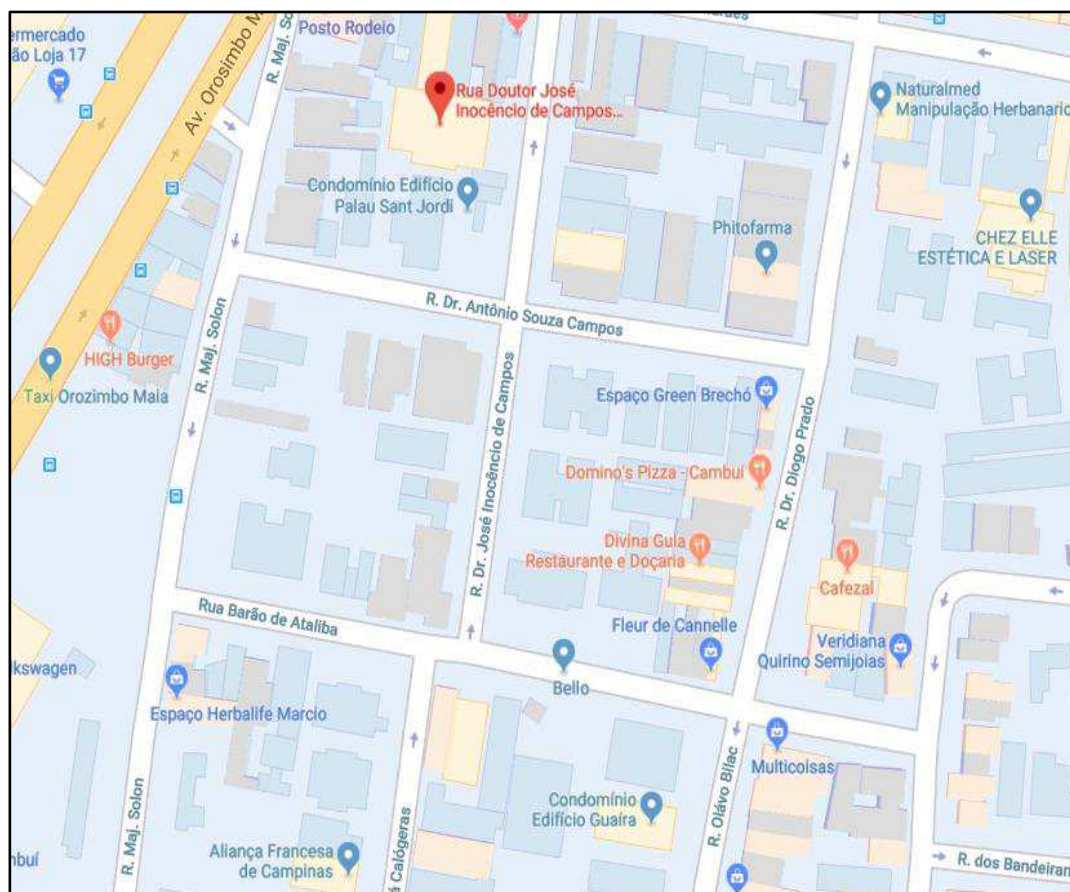 ermercado
ão Loja 17
Av. Orosimbo M
R. Maj. So
Posto Rodeio
Rua Doutor José
Inocêncio de Campos...
Naturalmed
Manipulação Herbanario
Condomínio Edifício
Palau Sant Jordi
Phitofarma
CHEZ ELLE
ESTÉTICA E LASER
R. Dr. Antônio Souza Campos
R. Maj. Solon
HIGH Burger
Taxi Orozimbo Maia
Espaço Green Brechó
R. Dr. José Inocêncio de Campos
R. Dr. Diogo Prado
Domino's Pizza - Cambuí
Divina Gula
Restaurante e Doçaria
Cafezal
Rua Barão de Ataliba
Fleur de Cannelle
Veridiana
Quirino Semijoias
lkswagen
Bello
Espaço Herbalife Marcio
Multicoisas
R. Maj. Solon
Condomínio
Edifício Guaíra
R. Olávo Bilac
Aliança Francesa
de Campinas
á Calógeras
mbuí
R. dos Bandeiran